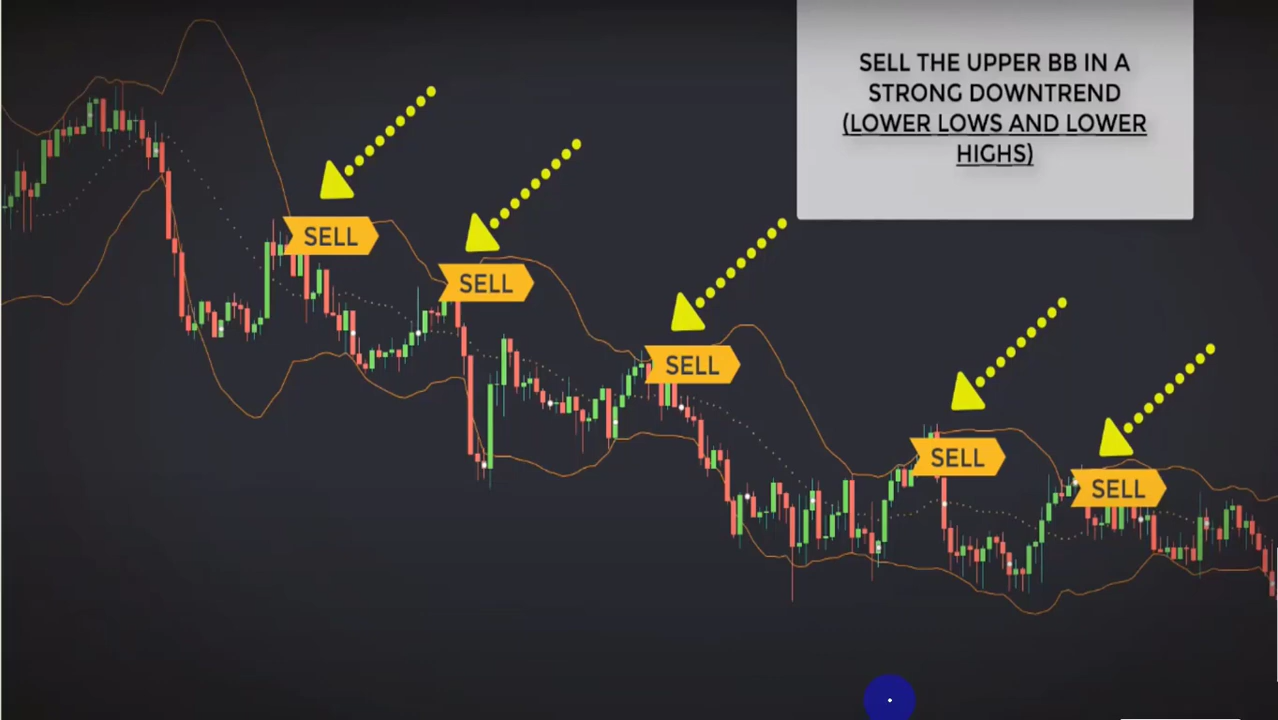 SELL THE UPPER BB IN A
STRONG DOWNTREND
(LOWER LOWS AND LOWER
HIGHS)
SELL
SELL
SELL
SELL
SELL